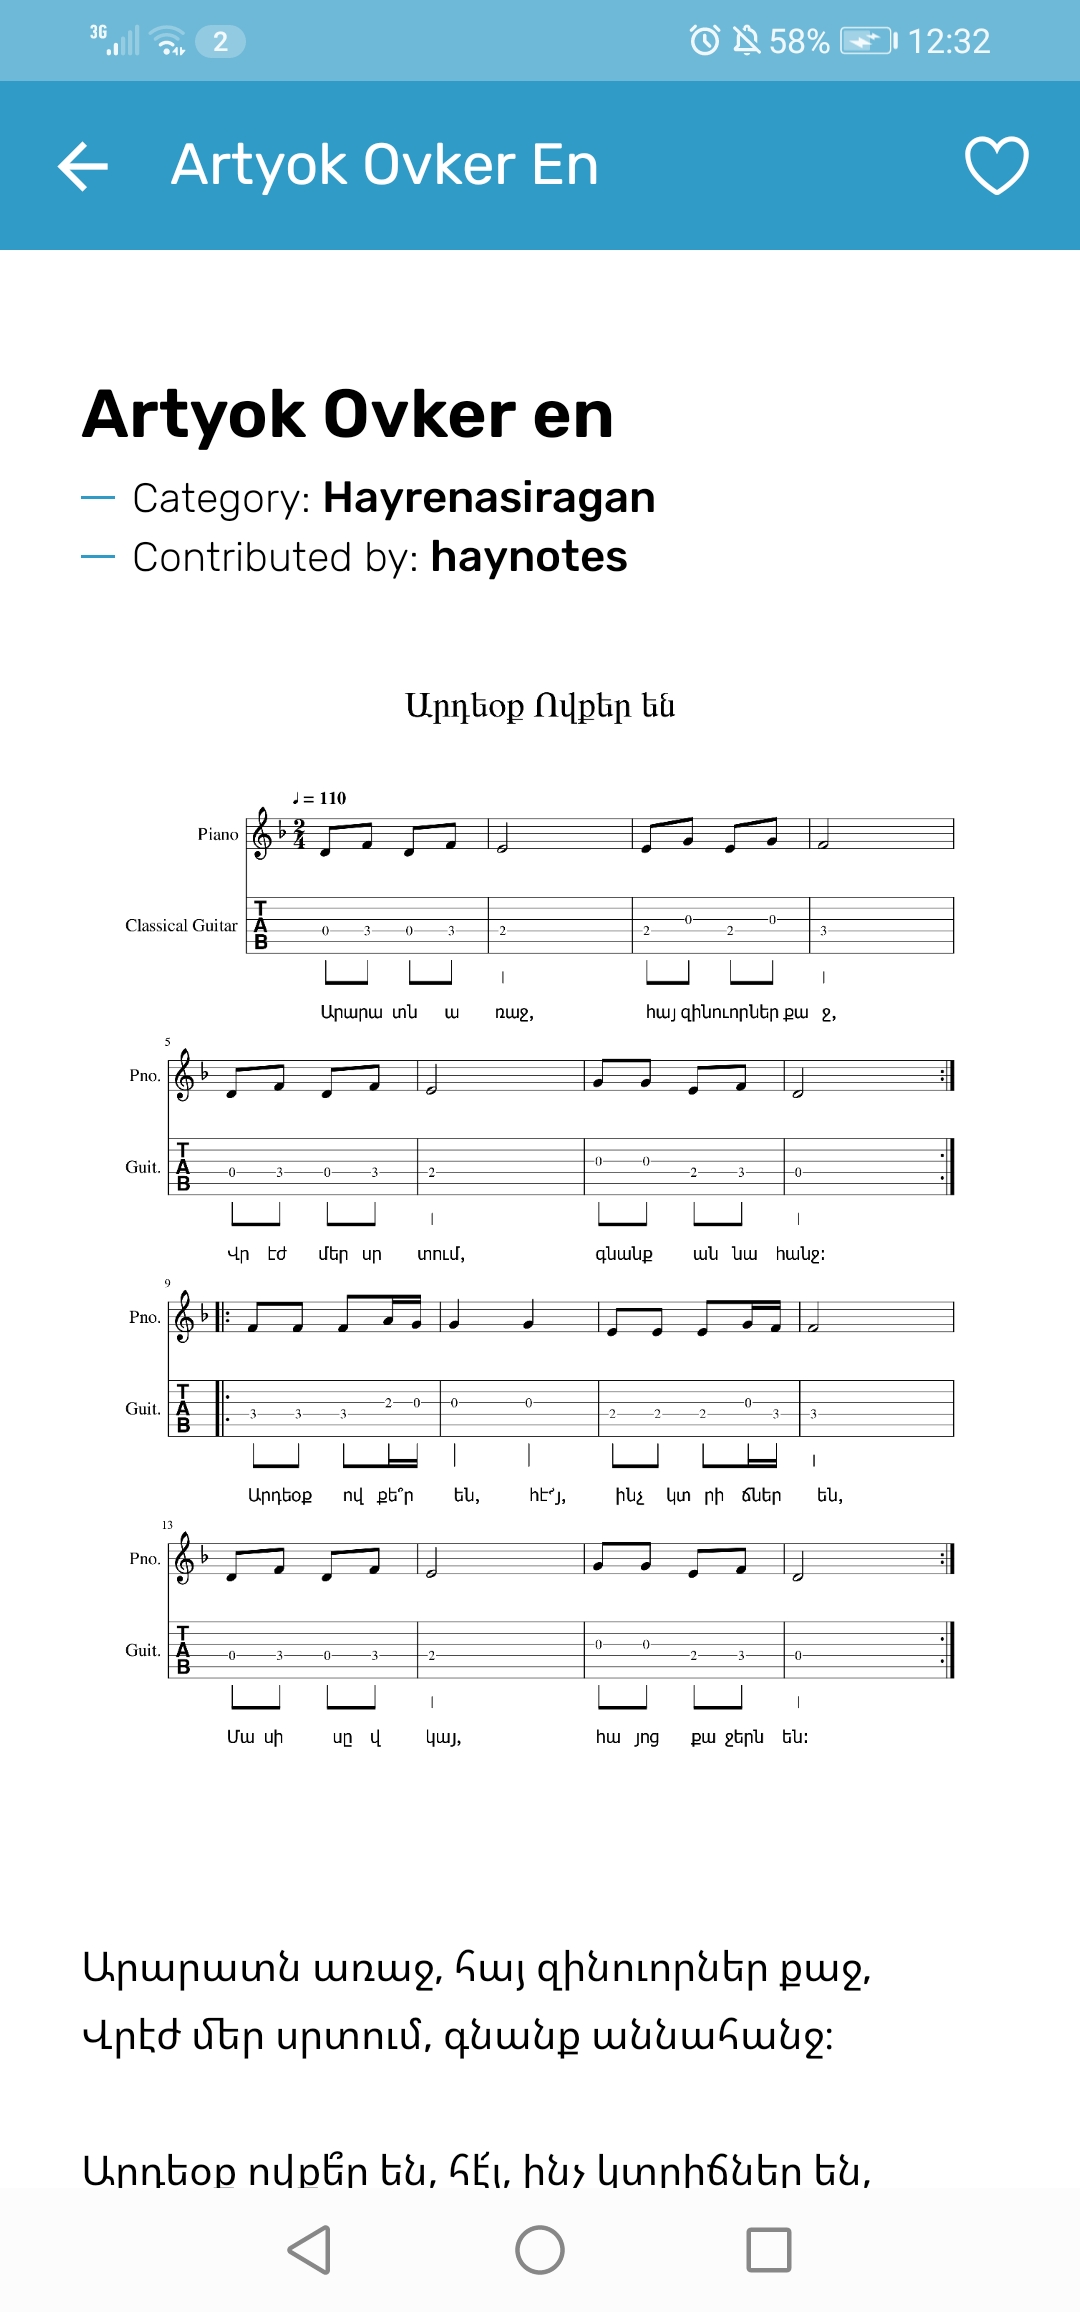 3G 2 58% 12:32
Artyok Ovker En
Artyok Ovker en
— Category: Hayrenasiragan
— Contributed by: haynotes
Արդեօք Ովքեր են
♩ = 110
Piano 2 4
Classical Guitar T A B 0 3 0 3 2 2 0 2 0 3
Արարա տն ա ռաջ, հայ զինուորներ քա ջ,
5
Pno.
Guit. T A B 0 3 0 3 2 0 0 2 3 0
Վր էժ մեր սր տում, գնանք ան նա հանջ:
9
Pno.
Guit. T A B 3 3 3 2 0 0 0 2 2 2 0 3 3
Արդեօք ով քե՞ր են, հէ՜յ, ինչ կտ րի ճներ են,
13
Pno.
Guit. T A B 0 3 0 3 2 0 0 2 3 0
Մա սի սը վ կայ, հա յոց քա ջերն են:
Արարատն առաջ, հայ զինուորներ քաջ,
Վրէժ մեր սրտում, գնանք աննահանջ:
Արդեօք ովքե՞ր են, հէ՜յ, ինչ կտրիճներ են,